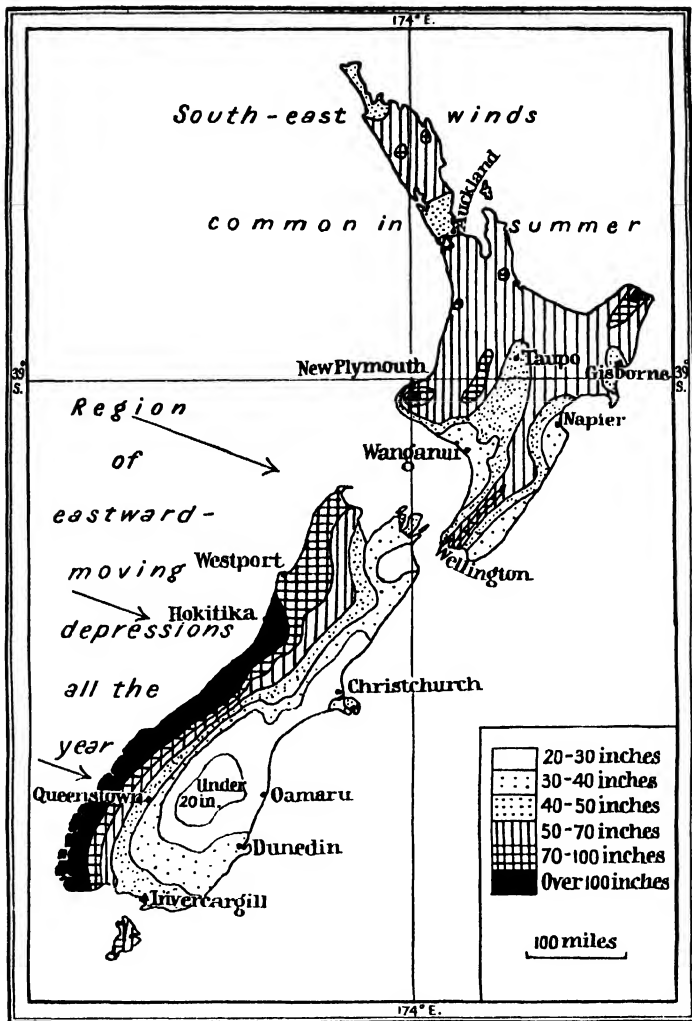 174° E.
South-east winds
Auckland
common in summer
39° S.
New Plymouth
Taupo
Gisborne
39° S.
Napier
Region
of
eastward-
moving
depressions
all the
year
Wanganui
Wellington
Westport
Hokitika
Christchurch
Queenstown
Under
20 in.
Oamaru
Dunedin
Invercargill
20-30 inches
30-40 inches
40-50 inches
50-70 inches
70-100 inches
Over 100 inches
100 miles
174° E.